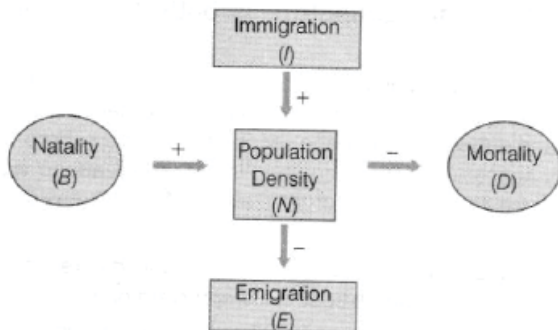 Immigration
(I)
+
Natality
(B)
+
Population
Density
(N)
−
Mortality
(D)
−
Emigration
(E)